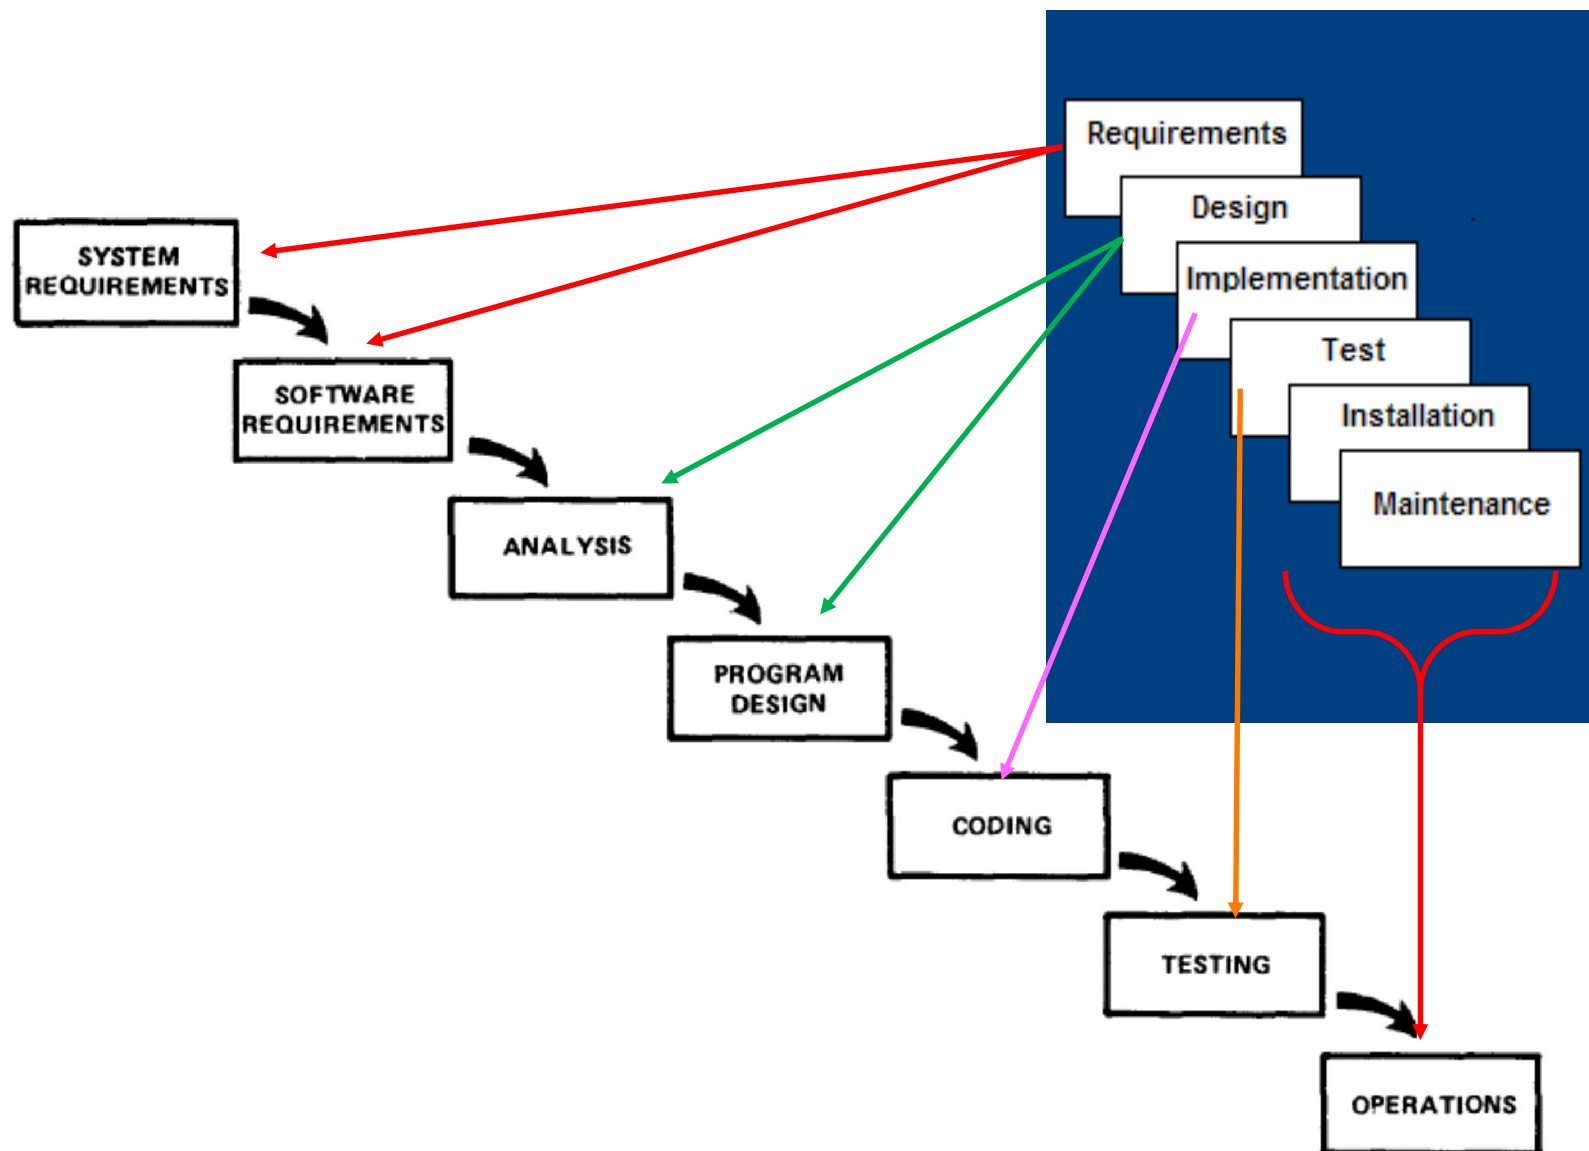 Requirements
Design
Implementation
Test
Installation
Maintenance
SYSTEM
REQUIREMENTS
SOFTWARE
REQUIREMENTS
ANALYSIS
PROGRAM
DESIGN
CODING
TESTING
OPERATIONS